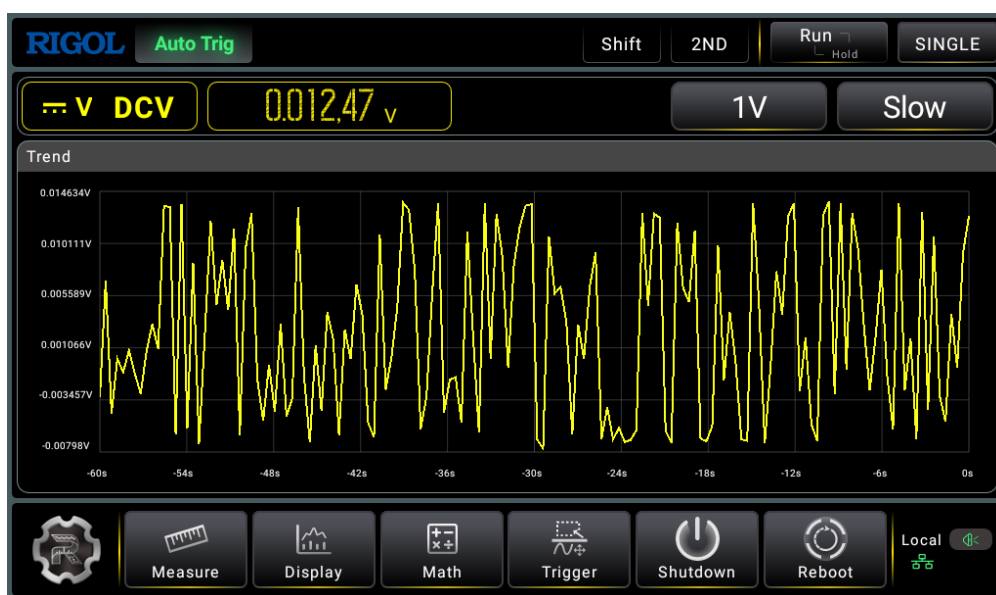 RIGOL Auto Trig Shift 2ND Run Hold SINGLE
V DCV 0.012,47 V 1V Slow
Trend
0.014634V
0.010111V
0.005589V
0.001066V
-0.003457V
-0.00798V
-60s -54s -48s -42s -36s -30s -24s -18s -12s -6s 0s
Measure Display Math Trigger Shutdown Reboot Local